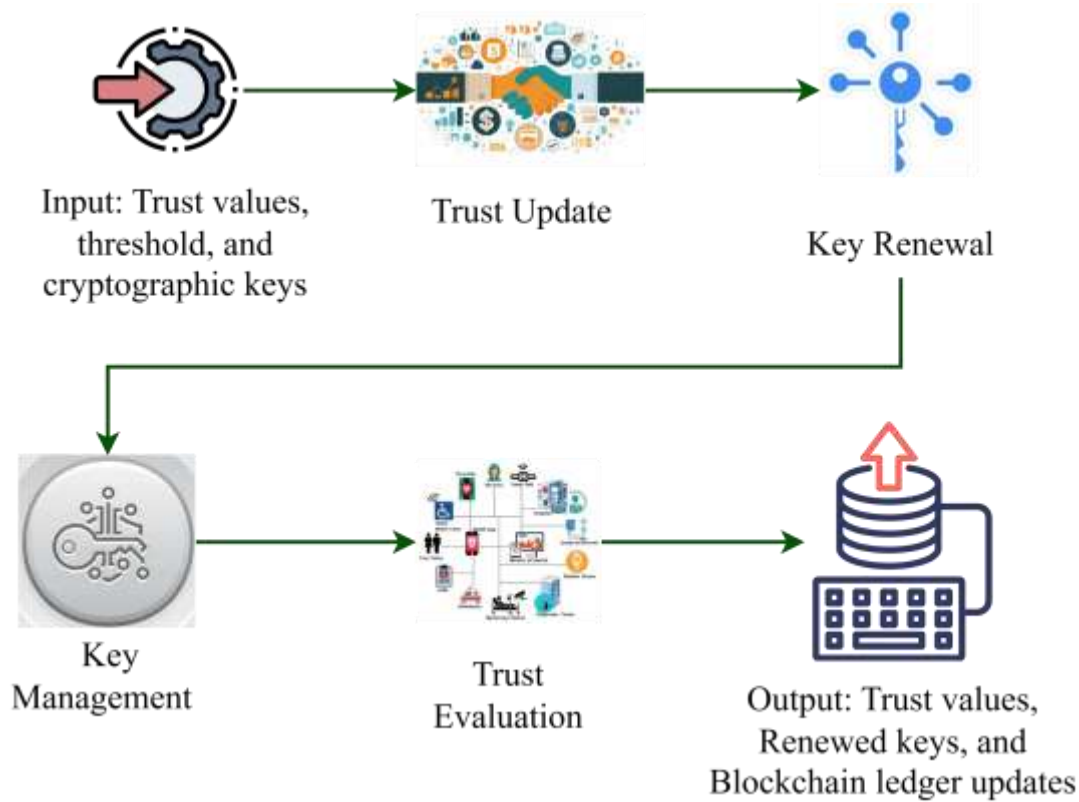 Input: Trust values,
threshold, and
cryptographic keys
Trust Update
Key Renewal
Key
Management
Trust
Evaluation
Output: Trust values,
Renewed keys, and
Blockchain ledger updates